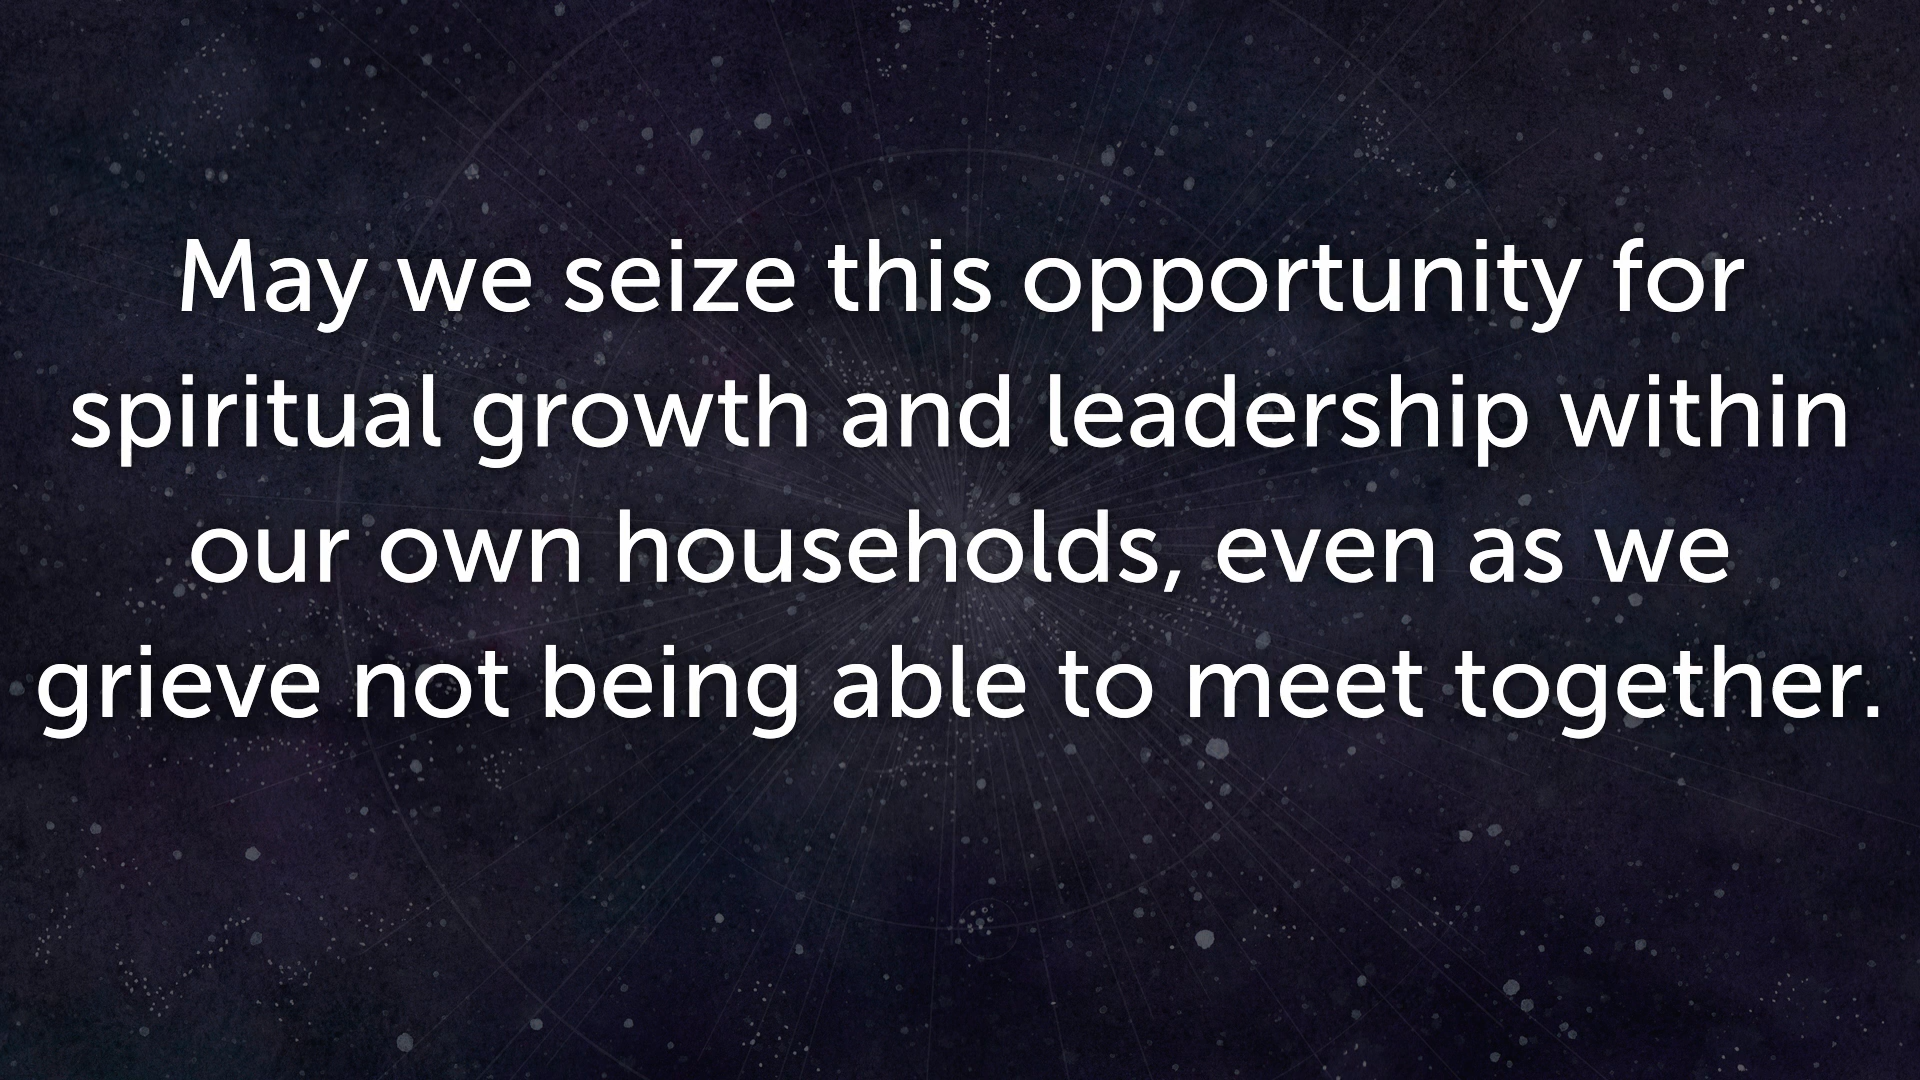 May we seize this opportunity for
spiritual growth and leadership within
our own households, even as we
grieve not being able to meet together.